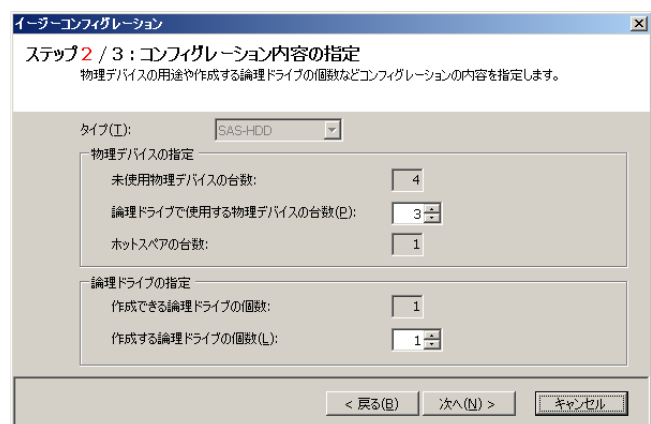 イージーコンフィグレーション
ステップ2 / 3 : コンフィグレーション内容の指定
物理デバイスの用途や作成する論理ドライブの個数などコンフィグレーションの内容を指定します。
タイプ(T): SAS-HDD
物理デバイスの指定
未使用物理デバイスの台数: 4
論理ドライブで使用する物理デバイスの台数(P): 3
ホットスペアの台数: 1
論理ドライブの指定
作成できる論理ドライブの個数: 1
作成する論理ドライブの個数(L): 1
< 戻る(B) 次へ(N) > キャンセル